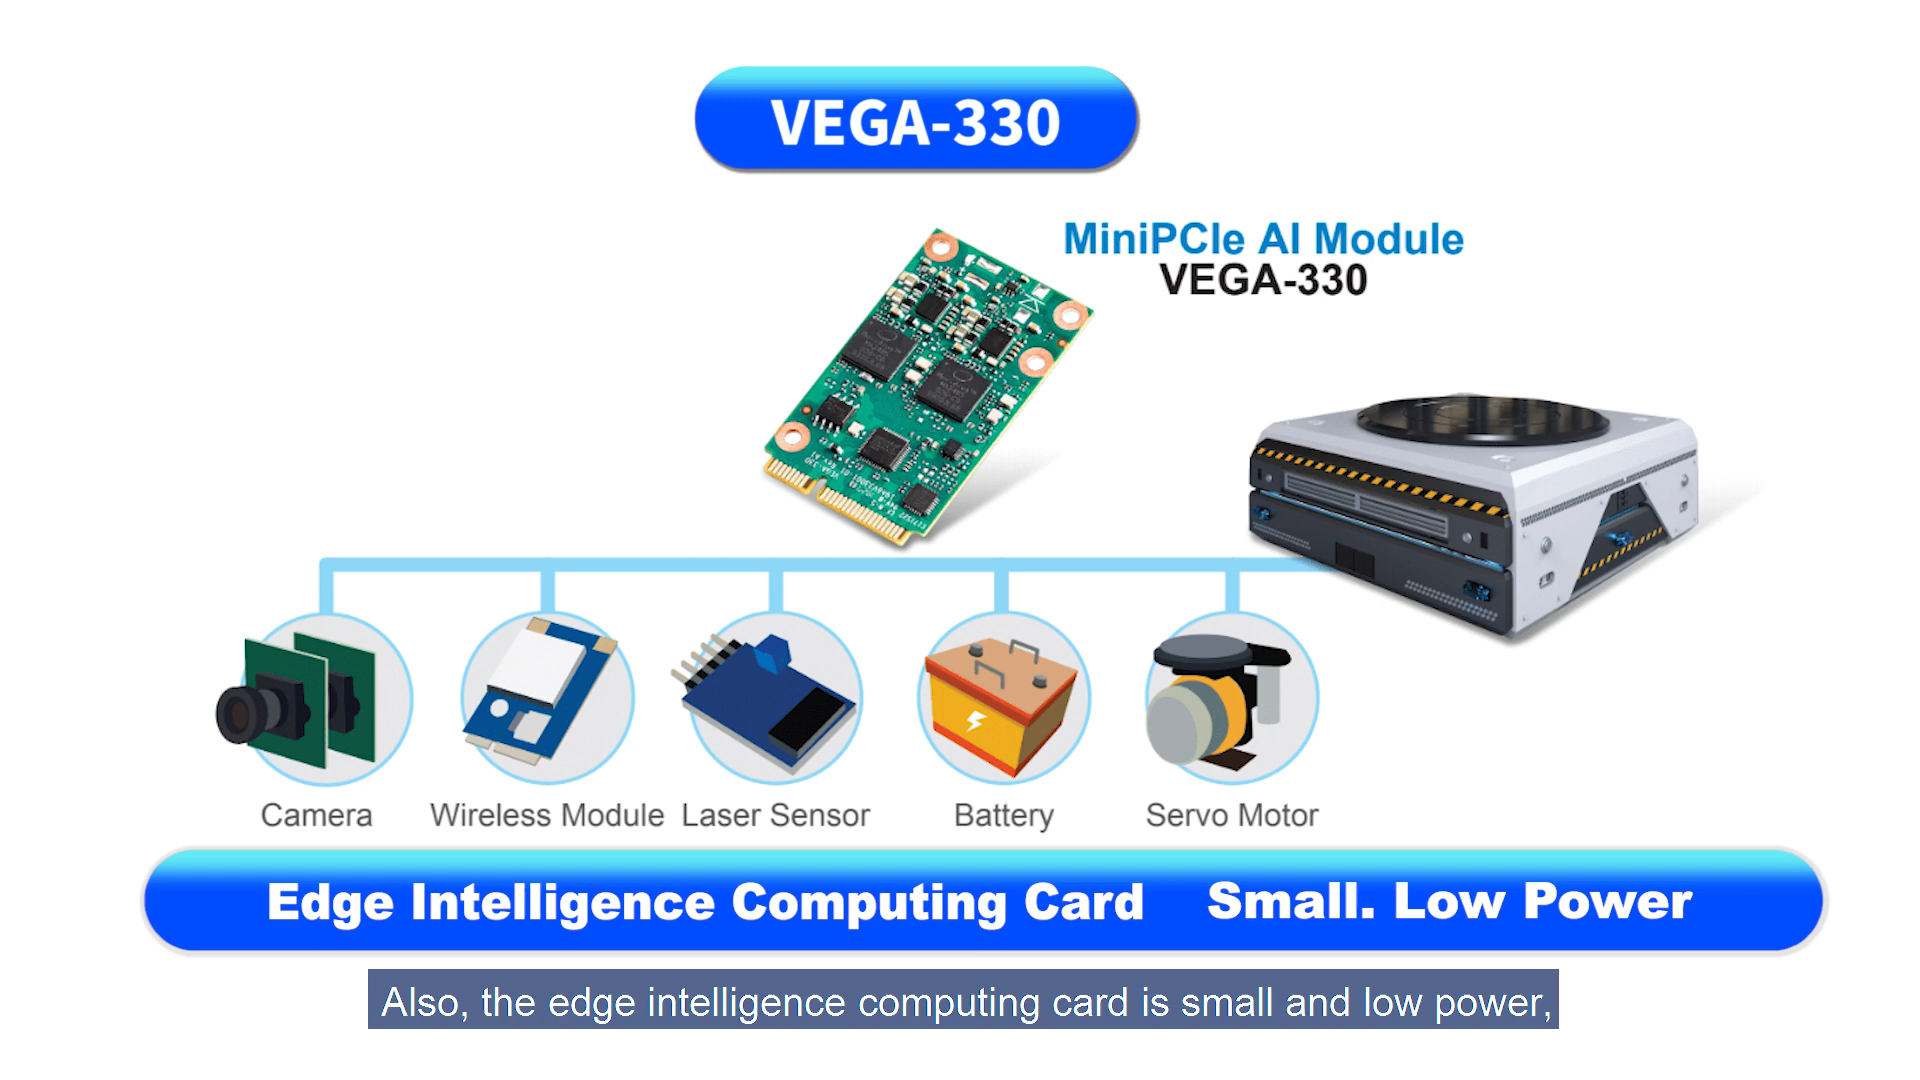 VEGA-330
MiniPCIe AI Module
VEGA-330
Camera
Wireless Module
Laser Sensor
Battery
Servo Motor
Edge Intelligence Computing Card Small. Low Power
Also, the edge intelligence computing card is small and low power,